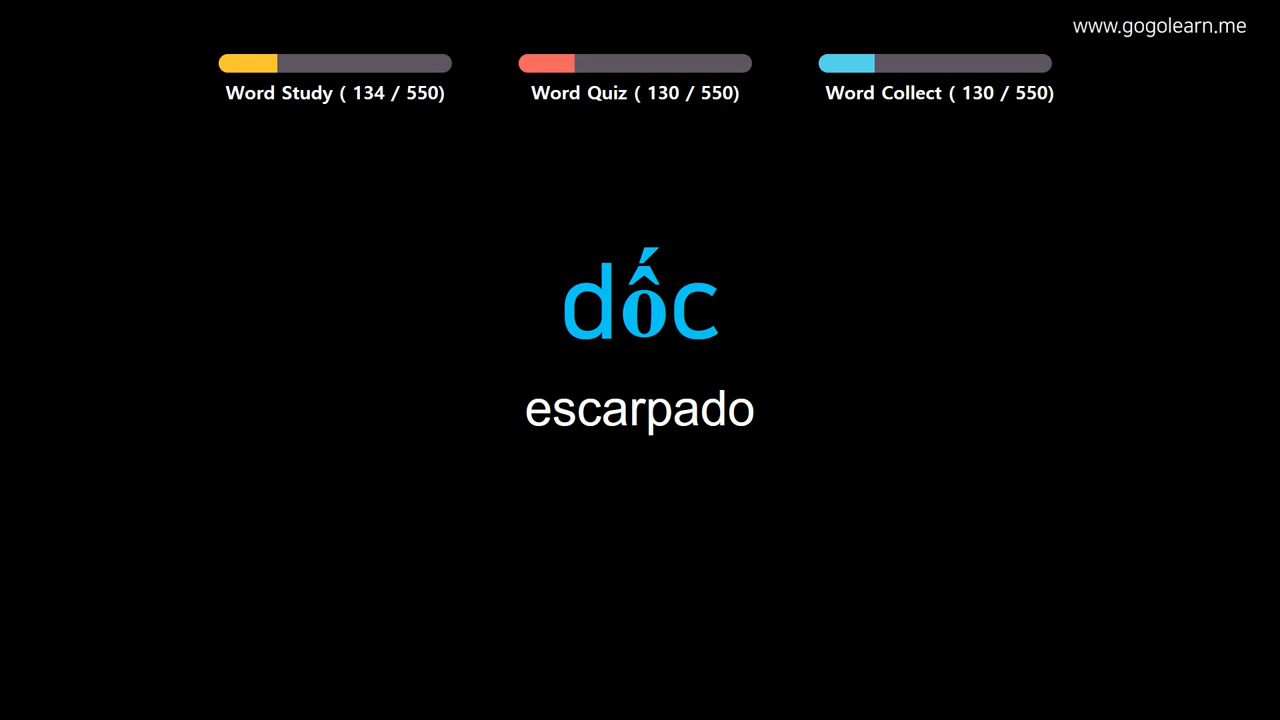 www.gogolearn.me
Word Study ( 134 / 550)
Word Quiz ( 130 / 550)
Word Collect ( 130 / 550)
dốc
escarpado